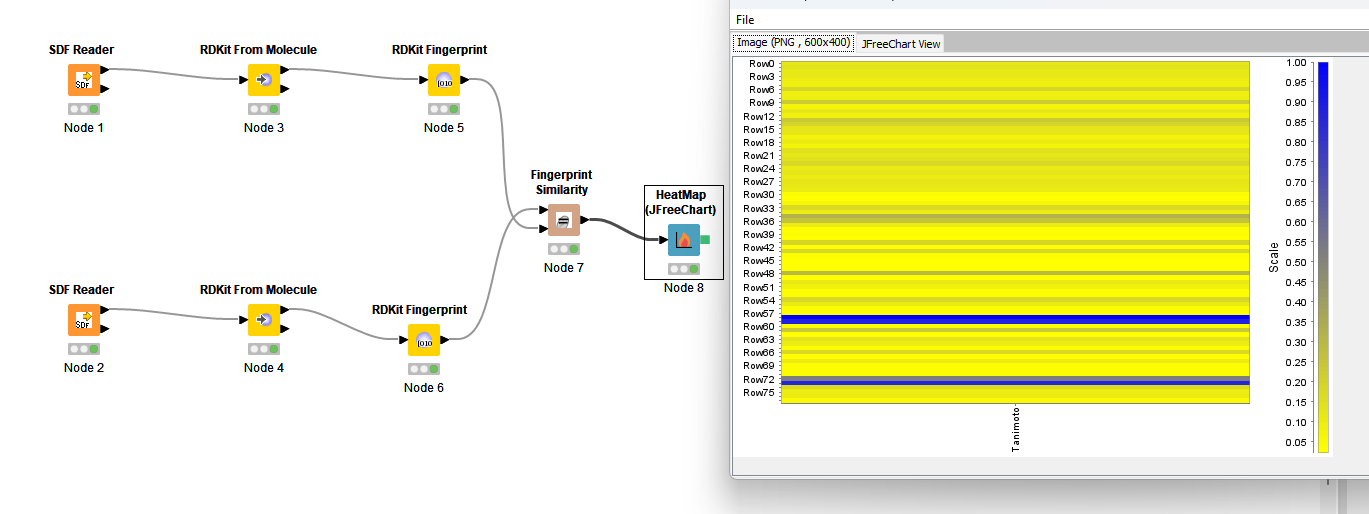 SDF Reader
RDKit From Molecule
RDKit Fingerprint
SDF
[010
Node 1
Node 3
Node 5
Fingerprint
Similarity
HeatMap
(JFreeChart)
Node 7
Node 8
SDF Reader
RDKit From Molecule
RDKit Fingerprint
SDF
[010
Node 2
Node 4
Node 6
File
Image (PNG , 600x400)
JFreeChart View
Row0
Row3
Row6
Row9
Row12
Row15
Row18
Row21
Row24
Row27
Row30
Row33
Row36
Row39
Row42
Row45
Row48
Row51
Row54
Row57
Row60
Row63
Row66
Row69
Row72
Row75
Tanimoto
Scale
1.00
0.95
0.90
0.85
0.80
0.75
0.70
0.65
0.60
0.55
0.50
0.45
0.40
0.35
0.30
0.25
0.20
0.15
0.10
0.05